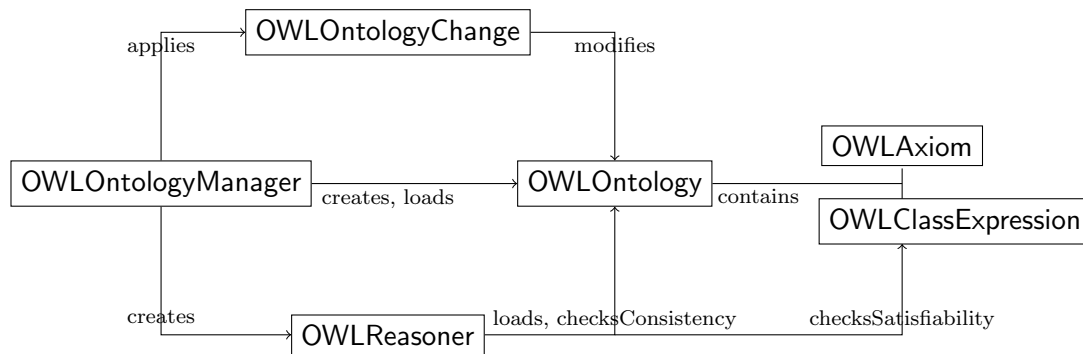 OWLOntologyChange
applies
modifies
OWLAxiom
OWLOntologyManager
OWLOntology
creates, loads
contains
OWLClassExpression
creates
loads, checksConsistency
checksSatisfiability
OWLReasoner